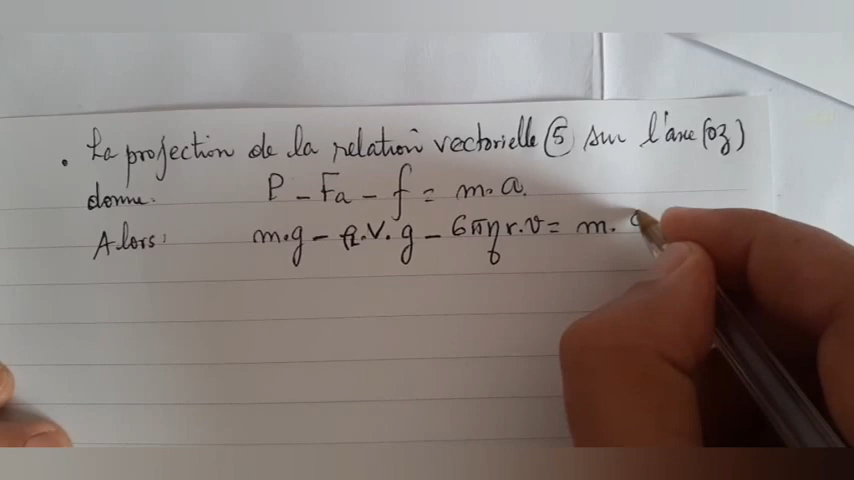 . La projection de la relation vectorielle (5) sur l'axe (oz)
donne. P - Fa - f = m.a.
Alors: m.g - ρ.V.g - 6πηr.v = m.